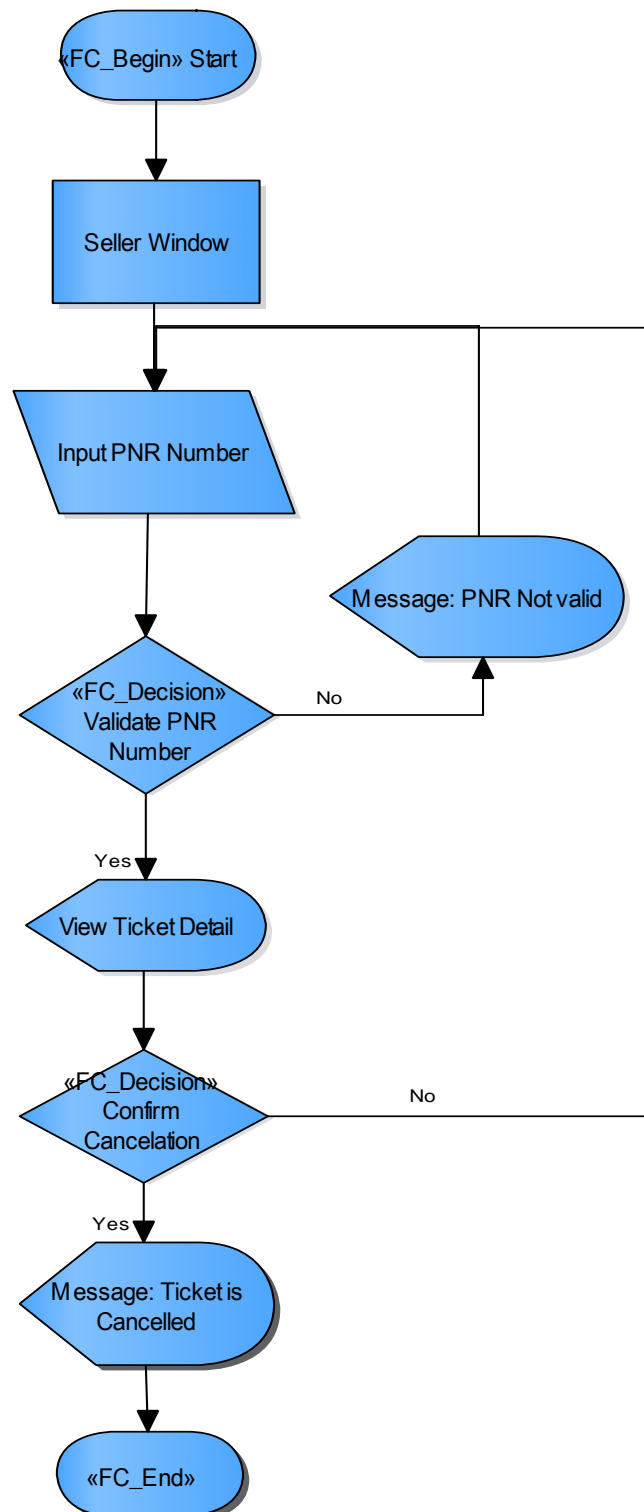 «FC_Begin» Start
Seller Window
Input PNR Number
Message: PNR Not valid
«FC_Decision»
Validate PNR
Number
No
Yes
View Ticket Detail
«FC_Decision»
Confirm
Cancelation
No
Yes
Message: Ticket is
Cancelled
«FC_End»